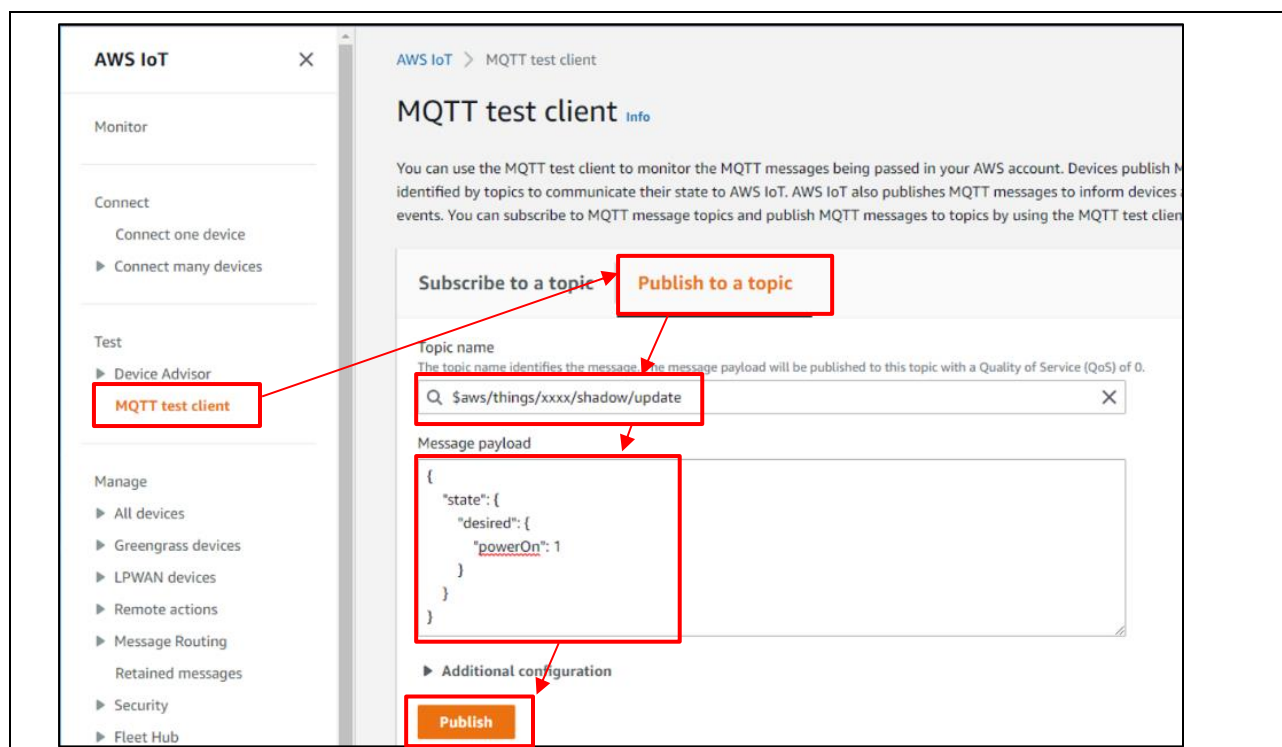 AWS IoT
Monitor
Connect
Connect one device
Connect many devices
Test
Device Advisor
MQTT test client
Manage
All devices
Greengrass devices
LPWAN devices
Remote actions
Message Routing
Retained messages
Security
Fleet Hub
AWS IoT > MQTT test client
MQTT test client Info
You can use the MQTT test client to monitor the MQTT messages being passed in your AWS account. Devices publish M
identified by topics to communicate their state to AWS IoT. AWS IoT also publishes MQTT messages to inform devices
events. You can subscribe to MQTT message topics and publish MQTT messages to topics by using the MQTT test clien
Subscribe to a topic
Publish to a topic
Topic name
The topic name identifies the message. The message payload will be published to this topic with a Quality of Service (QoS) of 0.
$aws/things/xxxx/shadow/update
Message payload
{
"state": {
"desired": {
"powerOn": 1
}
}
}
Additional configuration
Publish